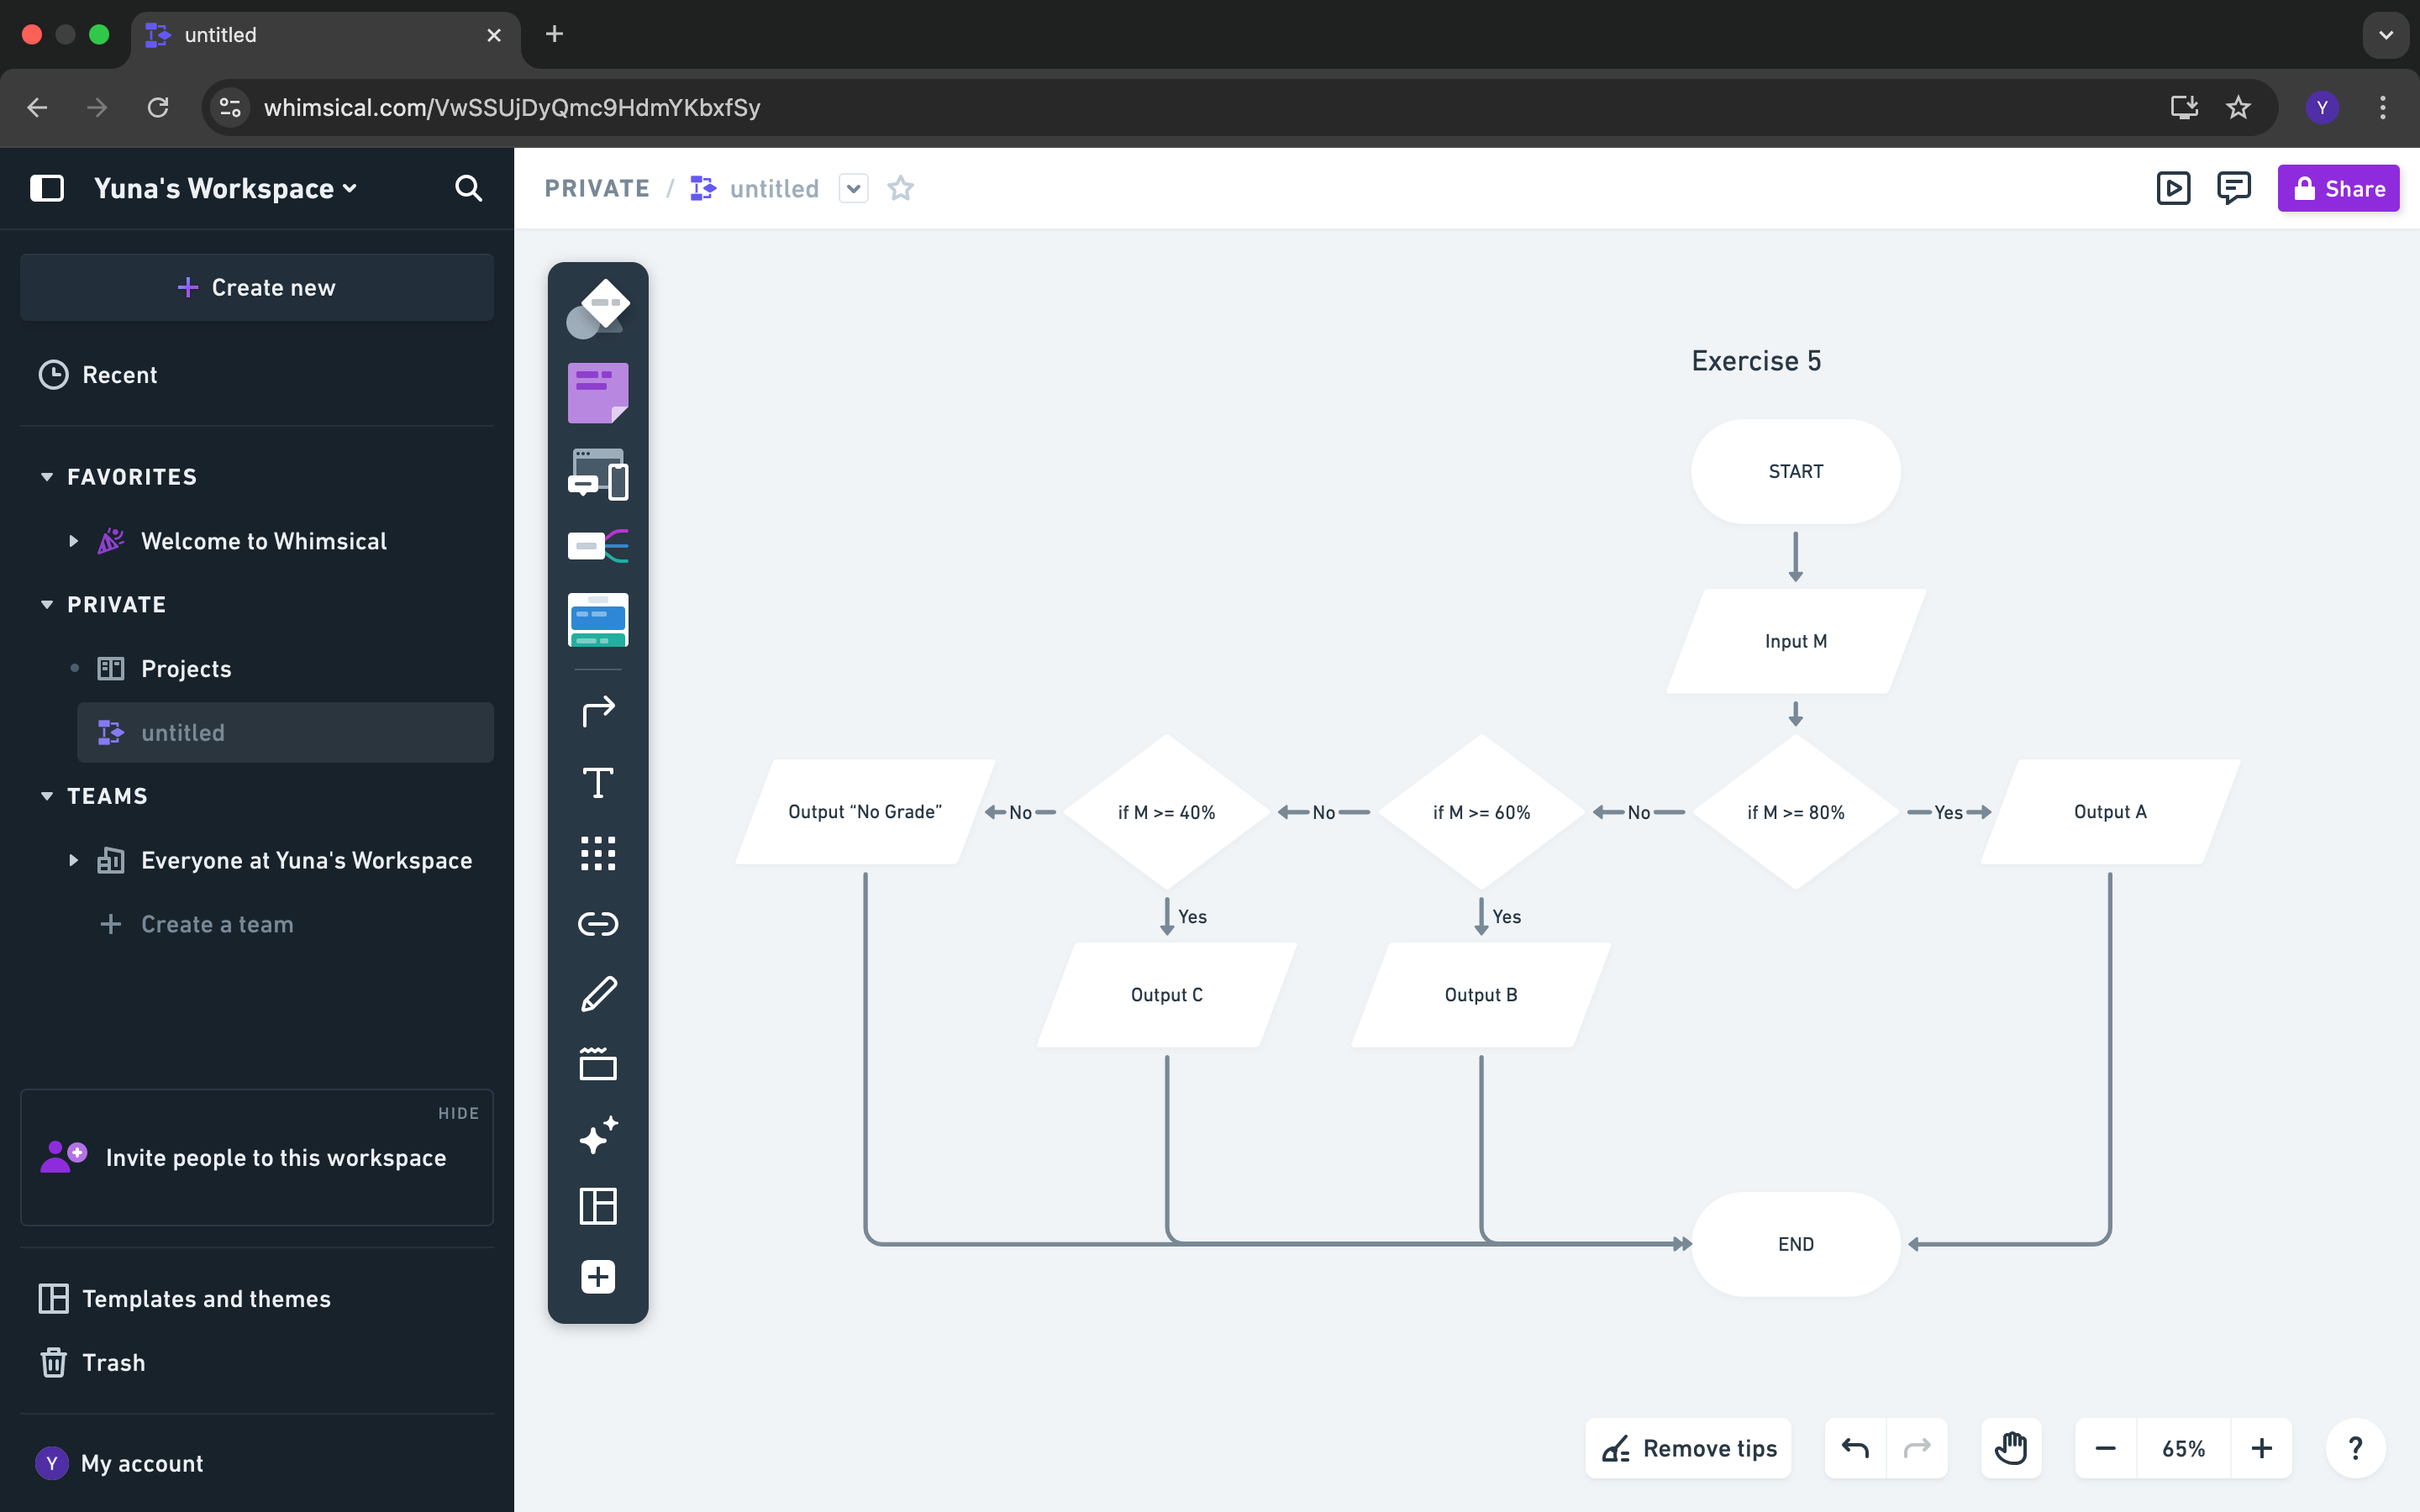 untitled
whimsical.com/VwSSUjDyQmc9HdmYKbxfSy
Y
Yuna's Workspace
PRIVATE / untitled
Share
Create new
Recent
FAVORITES
Welcome to Whimsical
PRIVATE
Projects
untitled
TEAMS
Everyone at Yuna's Workspace
Create a team
HIDE
Invite people to this workspace
Templates and themes
Trash
Y
My account
Exercise 5
START
Input M
Output “No Grade”
No
if M >= 40%
No
if M >= 60%
No
if M >= 80%
Yes
Output A
Yes
Yes
Output C
Output B
END
Remove tips
65%
?